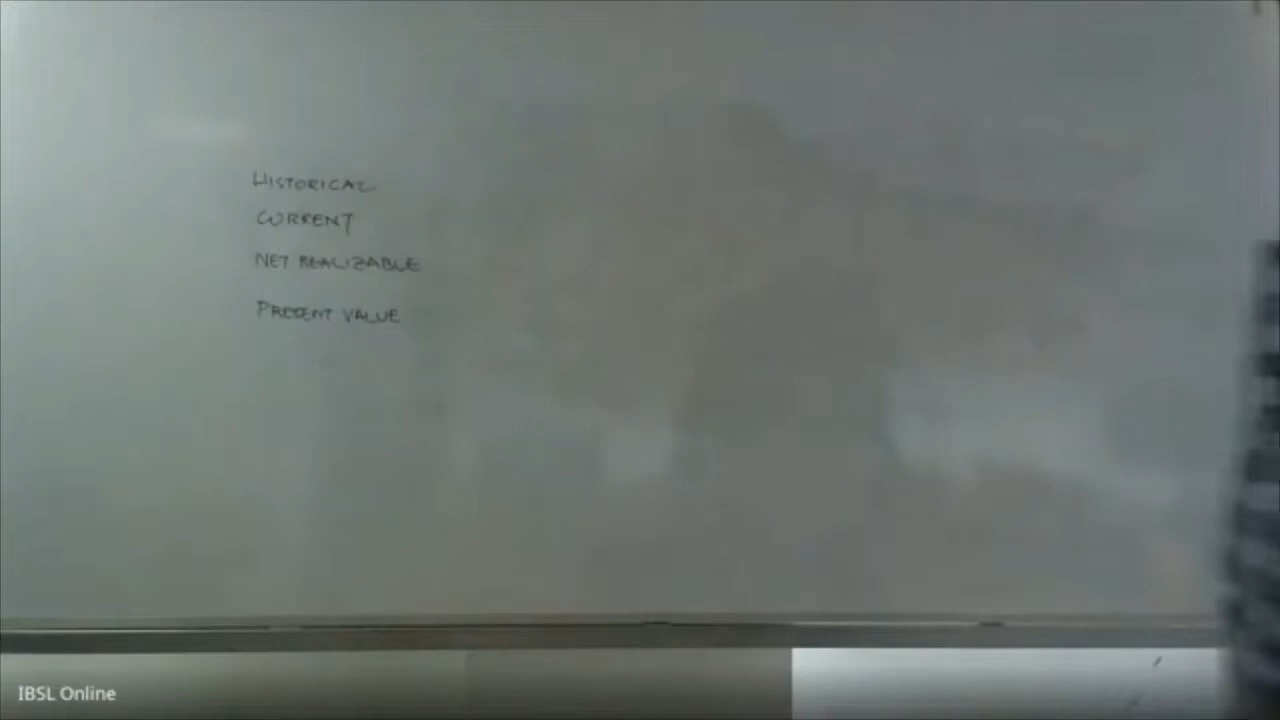 HISTORICAL
CURRENT
NET REALIZABLE
PRESENT VALUE
IBSL Online